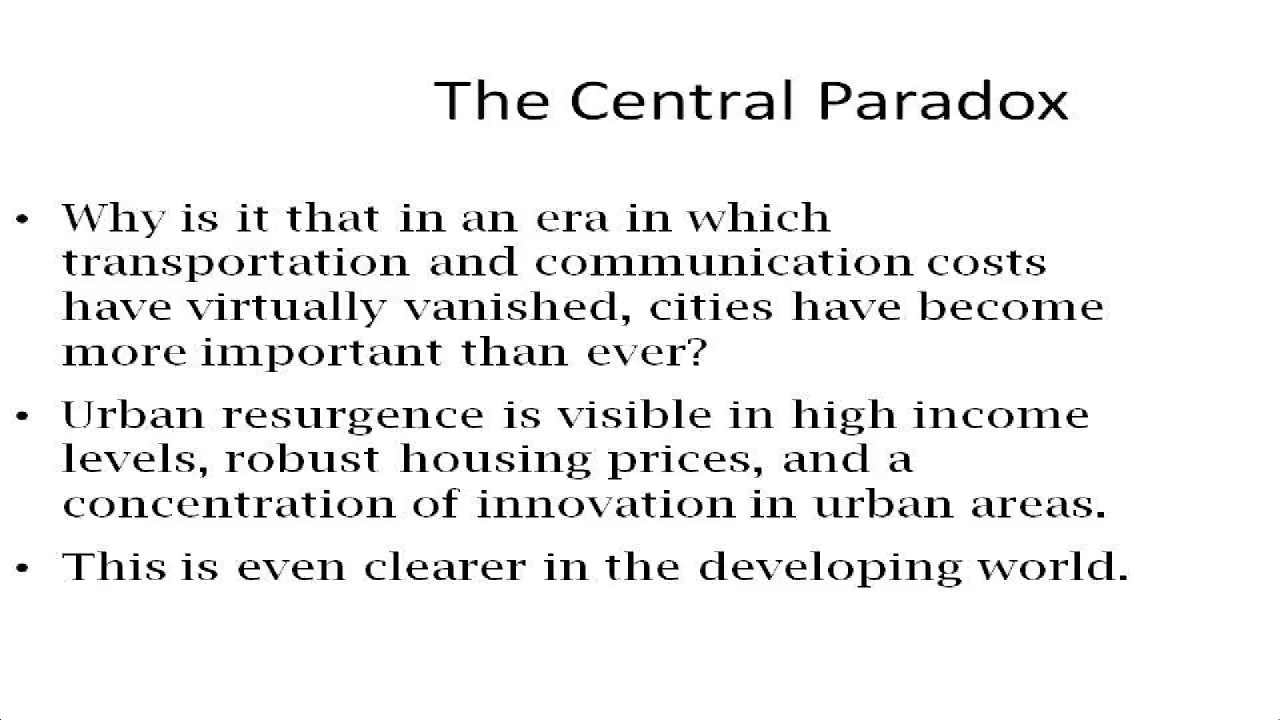 The Central Paradox
• Why is it that in an era in which
transportation and communication costs
have virtually vanished, cities have become
more important than ever?
• Urban resurgence is visible in high income
levels, robust housing prices, and a
concentration of innovation in urban areas.
• This is even clearer in the developing world.